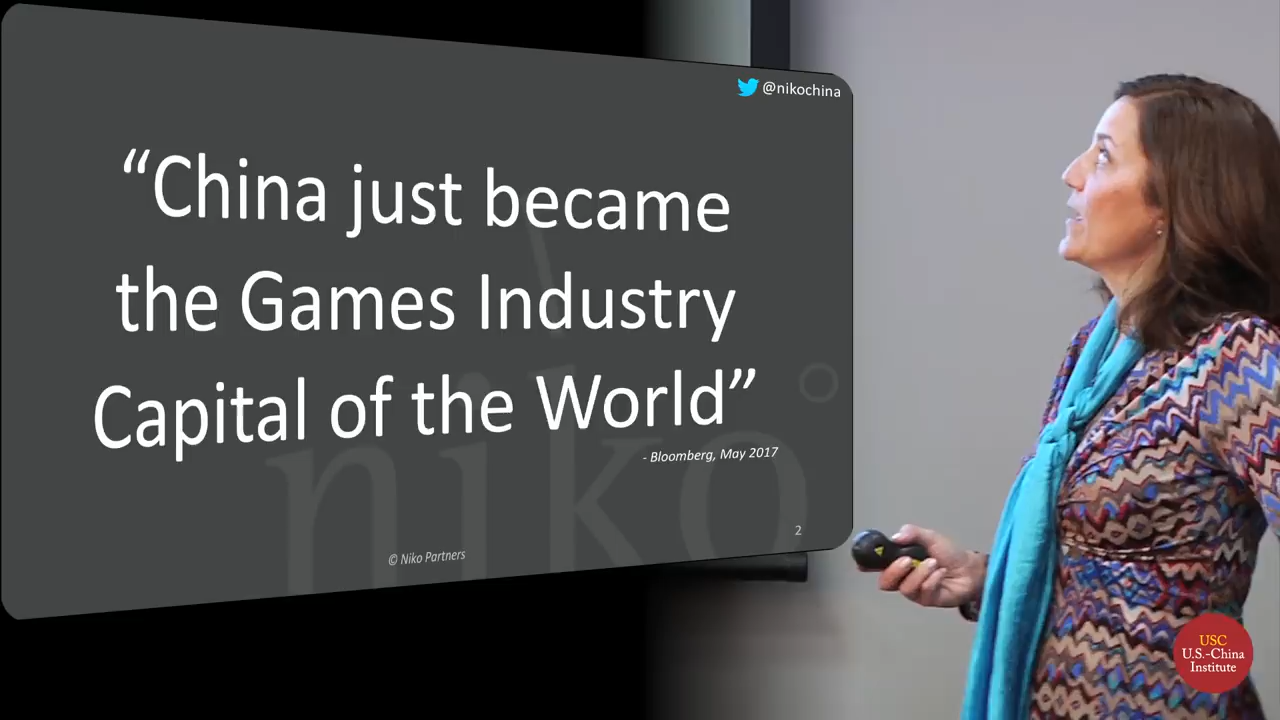 @nikochina
“China just became
the Games Industry
Capital of the World”
- Bloomberg, May 2017
niko
2
© Niko Partners
USC
U.S.-China
Institute